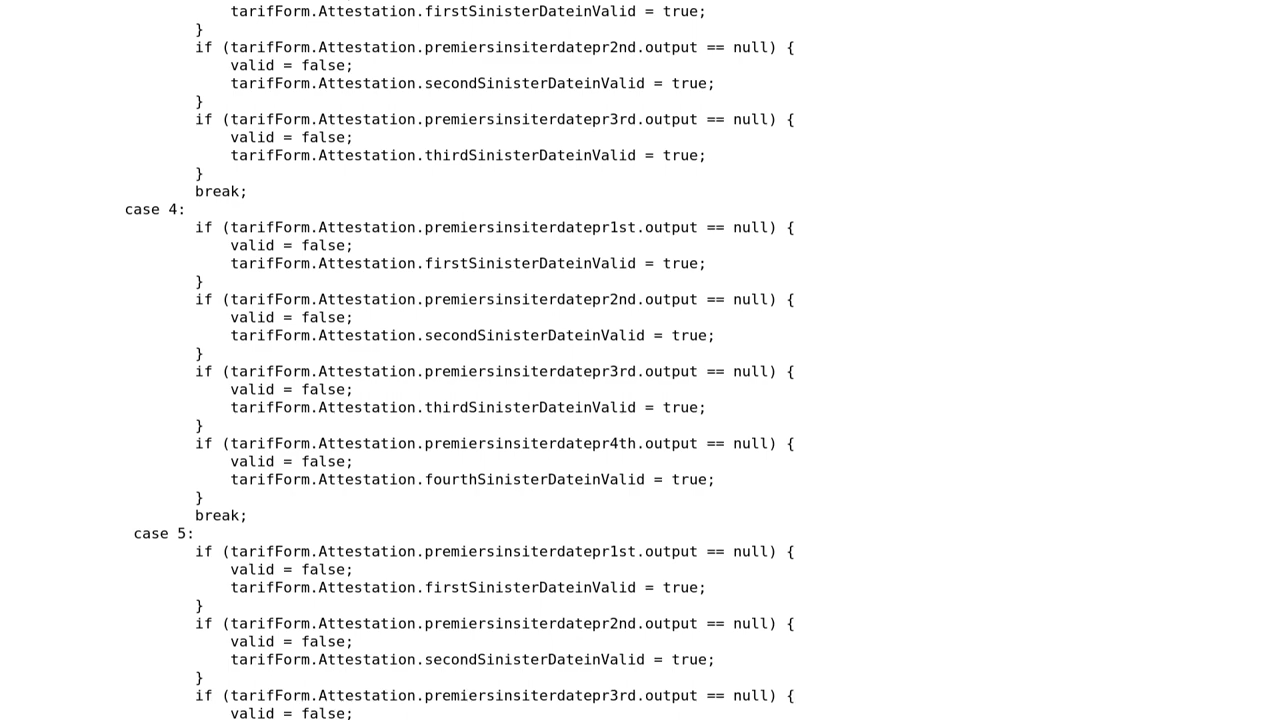 tarifForm.Attestation.firstSinisterDateinValid = true;
}
if (tarifForm.Attestation.premiersinsiterdatepr2nd.output == null) {
valid = false;
tarifForm.Attestation.secondSinisterDateinValid = true;
}
if (tarifForm.Attestation.premiersinsiterdatepr3rd.output == null) {
valid = false;
tarifForm.Attestation.thirdSinisterDateinValid = true;
}
break;
case 4:
if (tarifForm.Attestation.premiersinsiterdatepr1st.output == null) {
valid = false;
tarifForm.Attestation.firstSinisterDateinValid = true;
}
if (tarifForm.Attestation.premiersinsiterdatepr2nd.output == null) {
valid = false;
tarifForm.Attestation.secondSinisterDateinValid = true;
}
if (tarifForm.Attestation.premiersinsiterdatepr3rd.output == null) {
valid = false;
tarifForm.Attestation.thirdSinisterDateinValid = true;
}
if (tarifForm.Attestation.premiersinsiterdatepr4th.output == null) {
valid = false;
tarifForm.Attestation.fourthSinisterDateinValid = true;
}
break;
case 5:
if (tarifForm.Attestation.premiersinsiterdatepr1st.output == null) {
valid = false;
tarifForm.Attestation.firstSinisterDateinValid = true;
}
if (tarifForm.Attestation.premiersinsiterdatepr2nd.output == null) {
valid = false;
tarifForm.Attestation.secondSinisterDateinValid = true;
}
if (tarifForm.Attestation.premiersinsiterdatepr3rd.output == null) {
valid = false;